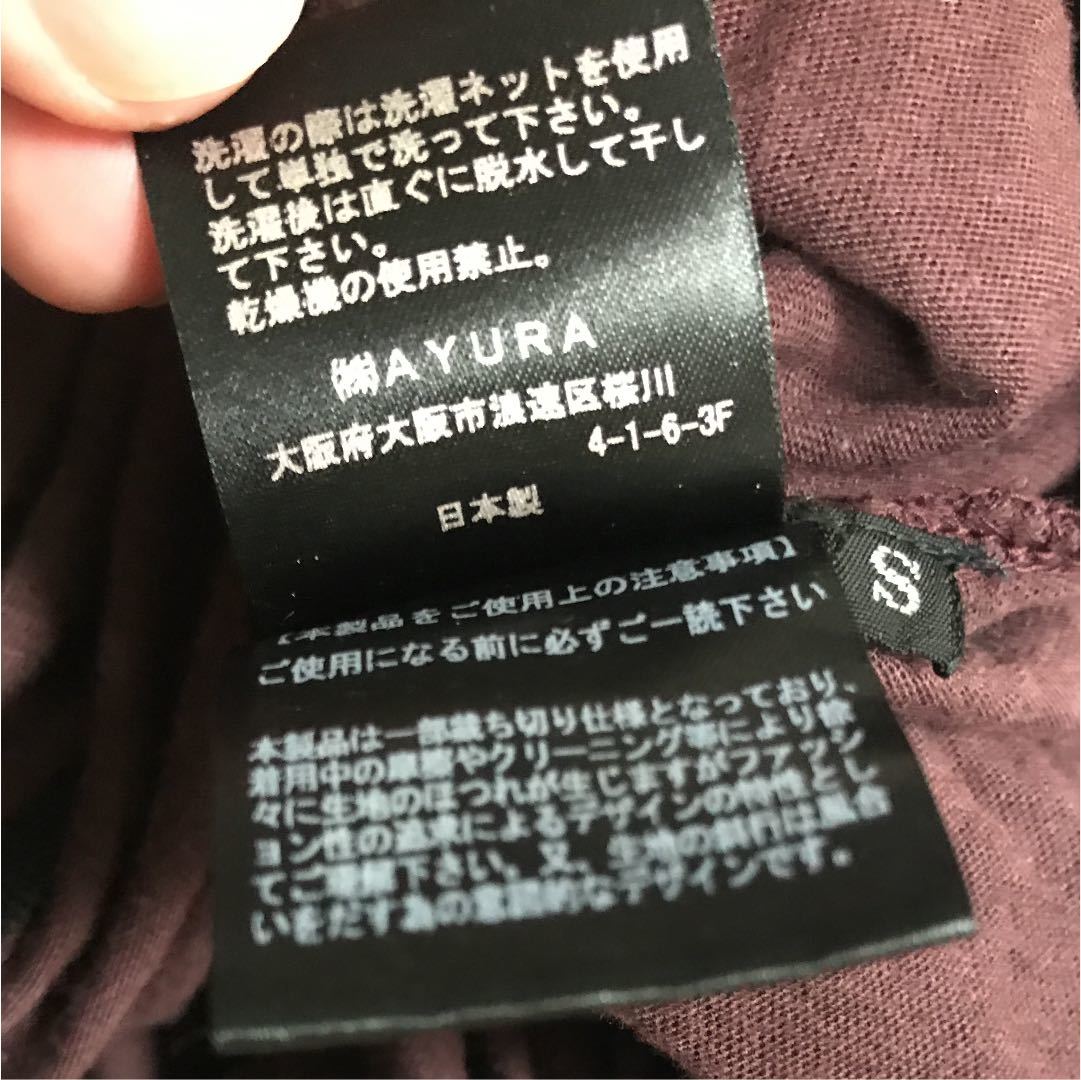 洗濯の際は洗濯ネットを使用
して単独で洗って下さい。
洗濯後は直ぐに脱水して干し
て下さい。
乾燥機の使用禁止。
㈱AYURA
大阪府大阪市浪速区桜川
4-1-6-3F
日本製
【本製品をご使用上の注意事項】
ご使用になる前に必ずご一読下さい
本製品は一部裁ち切り仕様となっており、
着用中の摩擦やクリーニング等により徐
々に生地のほつれが生じますがファッシ
ョン性の追求によるデザインの特性とし
てご理解下さい。又、生地の斜行は風合
いをだす為の意図的なデザインです。
S